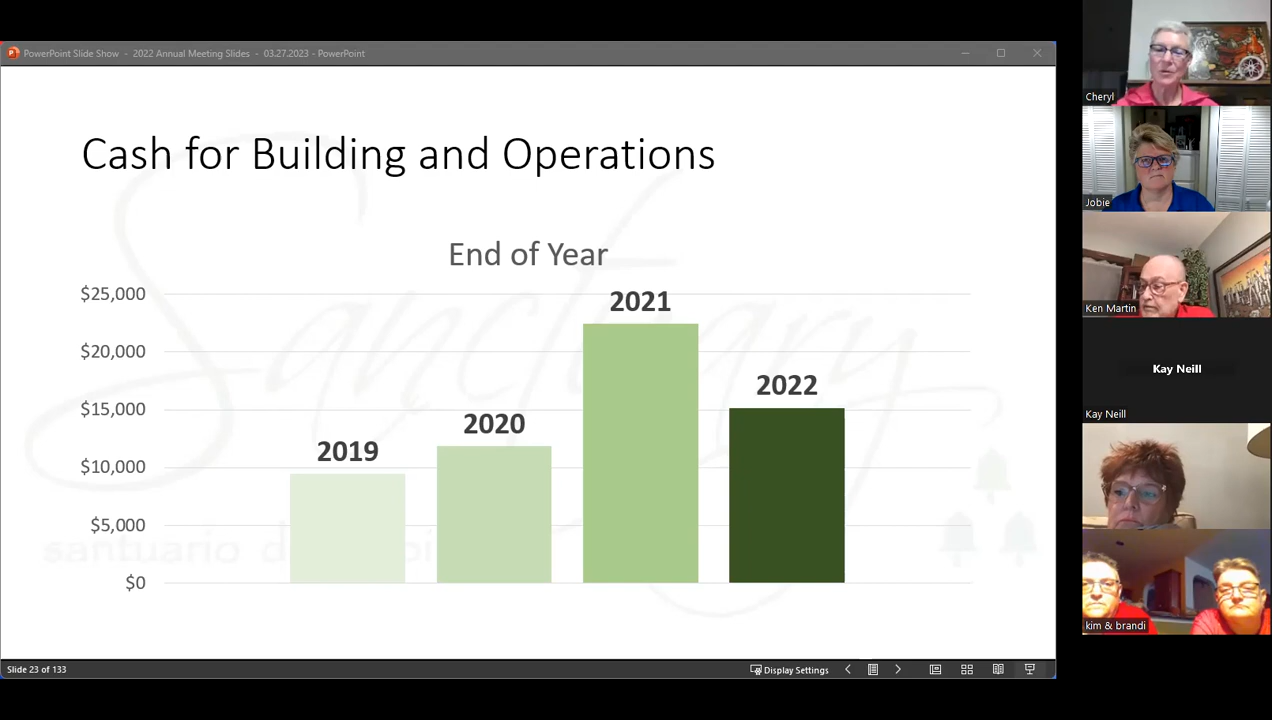 PowerPoint Slide Show - 2022 Annual Meeting Slides - 03.27.2023 - PowerPoint
Cash for Building and Operations
End of Year
$25,000
$20,000
$15,000
$10,000
$5,000
$0
2019
2020
2021
2022
Sanctuary
santuario d
Slide 23 of 133
Display Settings
Cheryl
Jobie
Ken Martin
Kay Neill
Kay Neill
kim & brandi